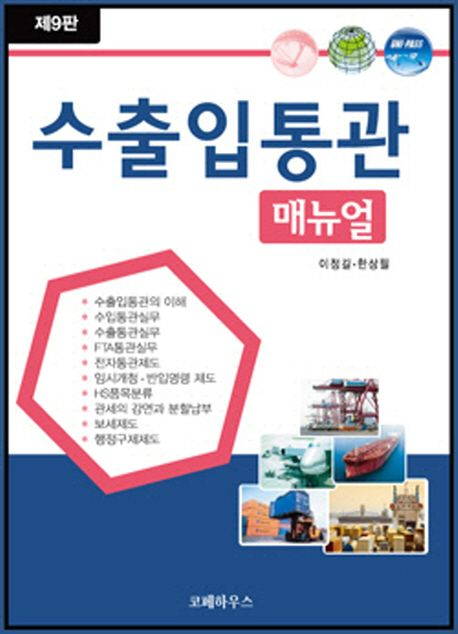 제9판
UNI-PASS
수출입통관
매뉴얼
이정길·한상필
수출입통관의 이해
수입통관실무
수출통관실무
FTA통관실무
전자통관제도
임시개청·반입명령 제도
HS품목분류
관세의 감면과 분할납부
보세제도
행정구제제도
코페하우스